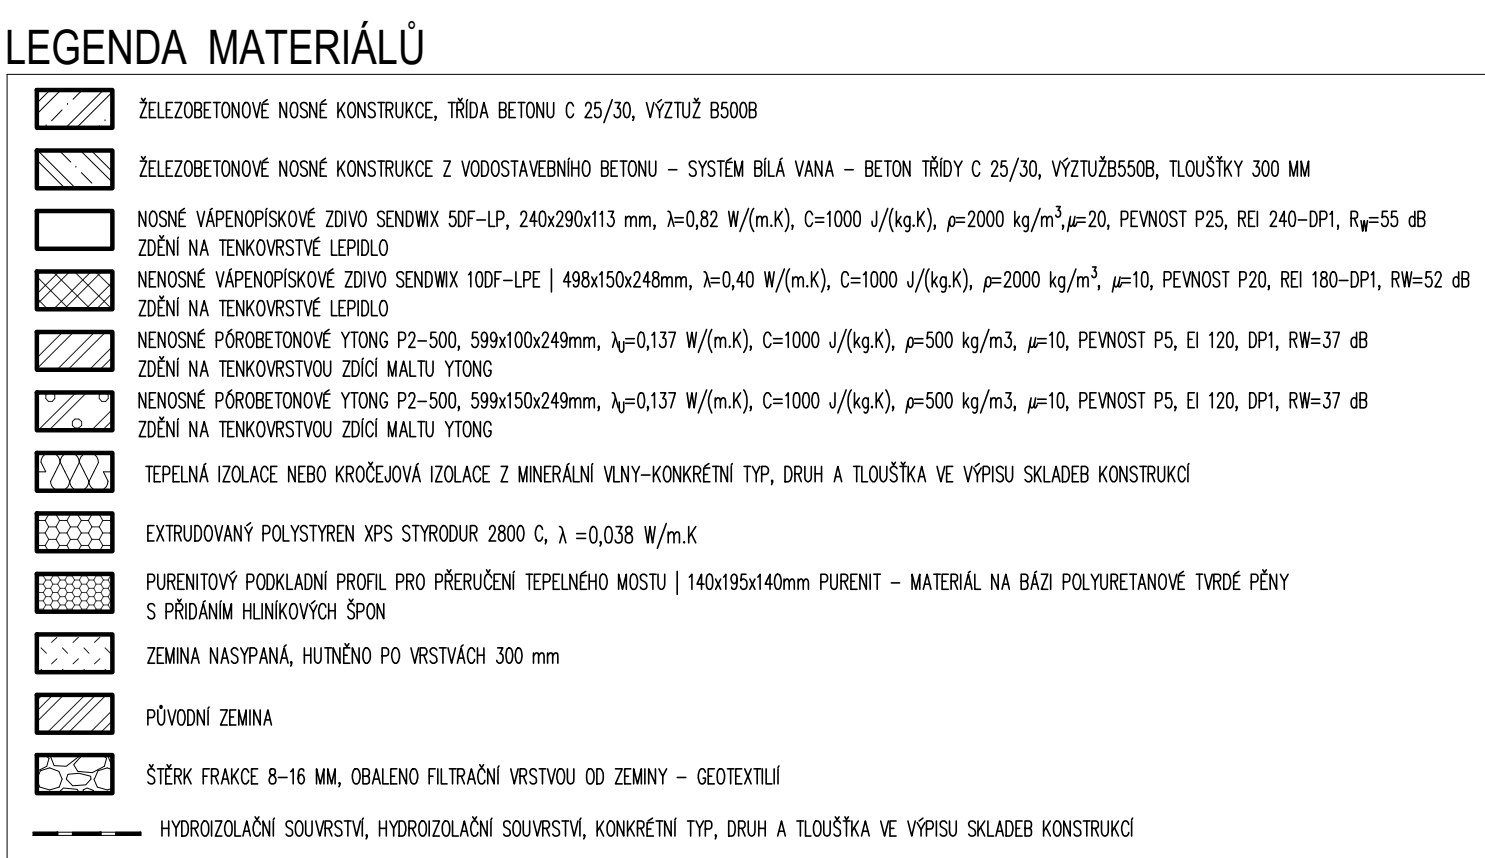 LEGENDA MATERIÁLŮ
ŽELEZOBETONOVÉ NOSNÉ KONSTRUKCE, TŘÍDA BETONU C 25/30, VÝZTUŽ B500B
ŽELEZOBETONOVÉ NOSNÉ KONSTRUKCE Z VODOSTAVEBNÍHO BETONU – SYSTÉM BÍLÁ VANA – BETON TŘÍDY C 25/30, VÝZTUŽB550B, TLOUŠŤKY 300 MM
NOSNÉ VÁPENOPÍSKOVÉ ZDIVO SENDWIX 5DF–LP, 240x290x113 mm, λ=0,82 W/(m.K), C=1000 J/(kg.K), ρ=2000 kg/m³,μ=20, PEVNOST P25, REI 240–DP1, Rw=55 dB
ZDĚNÍ NA TENKOVRSTVÉ LEPIDLO
NENOSNÉ VÁPENOPÍSKOVÉ ZDIVO SENDWIX 10DF–LPE | 498x150x248mm, λ=0,40 W/(m.K), C=1000 J/(kg.K), ρ=2000 kg/m³, μ=10, PEVNOST P20, REI 180–DP1, RW=52 dB
ZDĚNÍ NA TENKOVRSTVÉ LEPIDLO
NENOSNÉ PÓROBETONOVÉ YTONG P2–500, 599x100x249mm, λU=0,137 W/(m.K), C=1000 J/(kg.K), ρ=500 kg/m3, μ=10, PEVNOST P5, EI 120, DP1, RW=37 dB
ZDĚNÍ NA TENKOVRSTVOU ZDÍCÍ MALTU YTONG
NENOSNÉ PÓROBETONOVÉ YTONG P2–500, 599x150x249mm, λU=0,137 W/(m.K), C=1000 J/(kg.K), ρ=500 kg/m3, μ=10, PEVNOST P5, EI 120, DP1, RW=37 dB
ZDĚNÍ NA TENKOVRSTVOU ZDÍCÍ MALTU YTONG
TEPELNÁ IZOLACE NEBO KROČEJOVÁ IZOLACE Z MINERÁLNÍ VLNY–KONKRÉTNÍ TYP, DRUH A TLOUŠŤKA VE VÝPISU SKLADEB KONSTRUKCÍ
EXTRUDOVANÝ POLYSTYREN XPS STYRODUR 2800 C, λ =0,038 W/m.K
PURENITOVÝ PODKLADNÍ PROFIL PRO PŘERUČENÍ TEPELNÉHO MOSTU | 140x195x140mm PURENIT – MATERIÁL NA BÁZI POLYURETANOVÉ TVRDÉ PĚNY
S PŘIDÁNÍM HLINÍKOVÝCH ŠPON
ZEMINA NASYPANÁ, HUTNĚNO PO VRSTVÁCH 300 mm
PŮVODNÍ ZEMINA
ŠTĚRK FRAKCE 8–16 MM, OBALENO FILTRAČNÍ VRSTVOU OD ZEMINY – GEOTEXTILIÍ
HYDROIZOLAČNÍ SOUVRSTVÍ, HYDROIZOLAČNÍ SOUVRSTVÍ, KONKRÉTNÍ TYP, DRUH A TLOUŠŤKA VE VÝPISU SKLADEB KONSTRUKCÍ